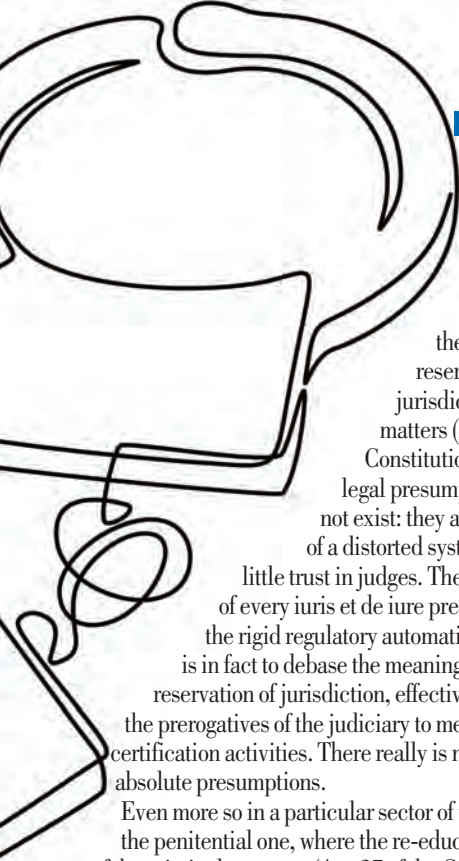 the
reser
jurisdic
matters (
Constitutio
legal presump
not exist: they a
of a distorted syst
little trust in judges. The
of every iuris et de iure pre
the rigid regulatory automati
is in fact to debase the meaning
reservation of jurisdiction, effectiv
the prerogatives of the judiciary to me
certification activities. There really is n
absolute presumptions.
Even more so in a particular sector of
the penitential one, where the re-educ